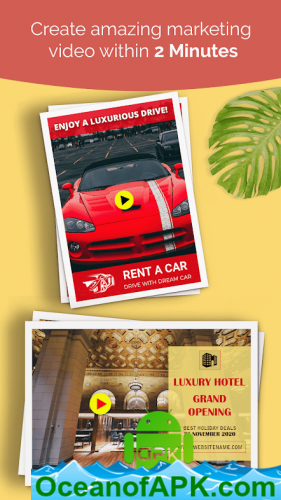 Create amazing marketing
video within 2 Minutes
ENJOY A LUXURIOUS DRIVE!
RENT A CAR
DRIVE WITH DREAM CAR
LUXURY HOTEL
GRAND
OPENING
BEST HOLIDAY DEALS
NOVEMBER 2020
WEBSITENAME.COM
APK
OceanofAPK.com